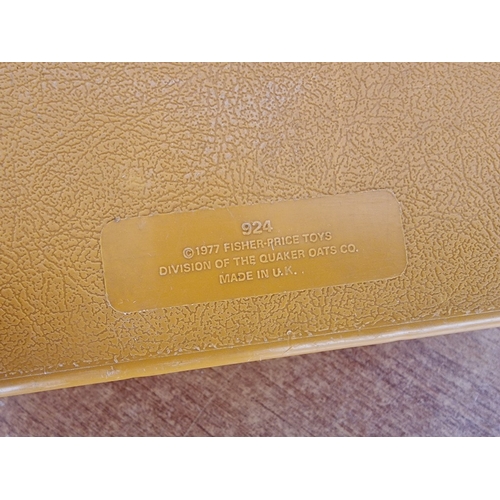 924
©1977 FISHER-PRICE TOYS
DIVISION OF THE QUAKER OATS CO.
MADE IN U.K.